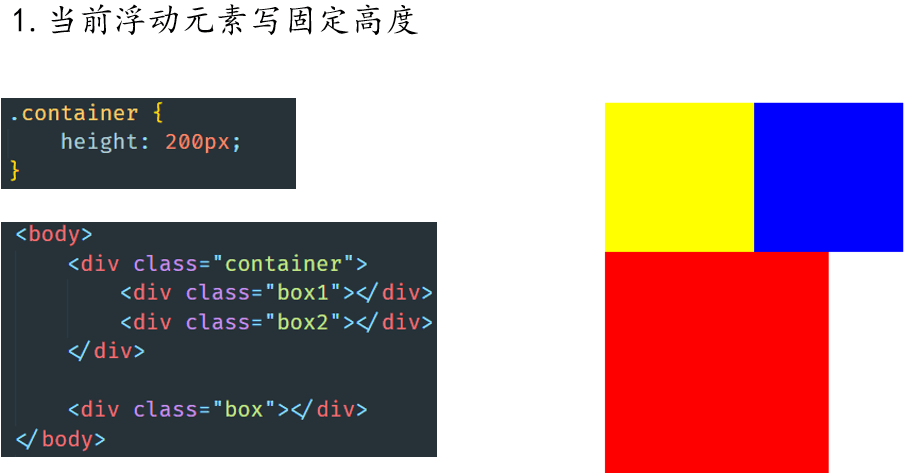 1. 当前浮动元素写固定高度
.container {
    height: 200px;
}
<body>
    <div class="container">
        <div class="box1"></div>
        <div class="box2"></div>
    </div>
    <div class="box"></div>
</body>